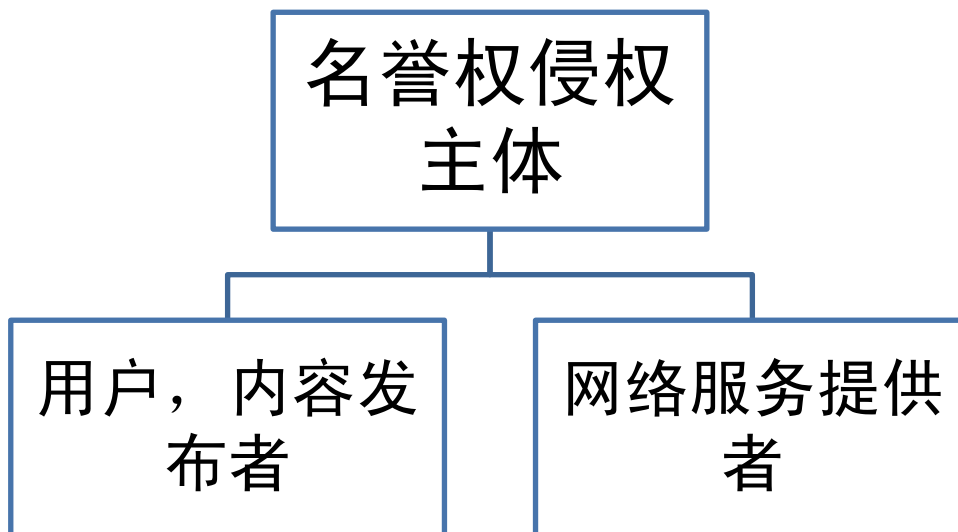 名誉权侵权
主体
用户，内容发
布者
网络服务提供
者